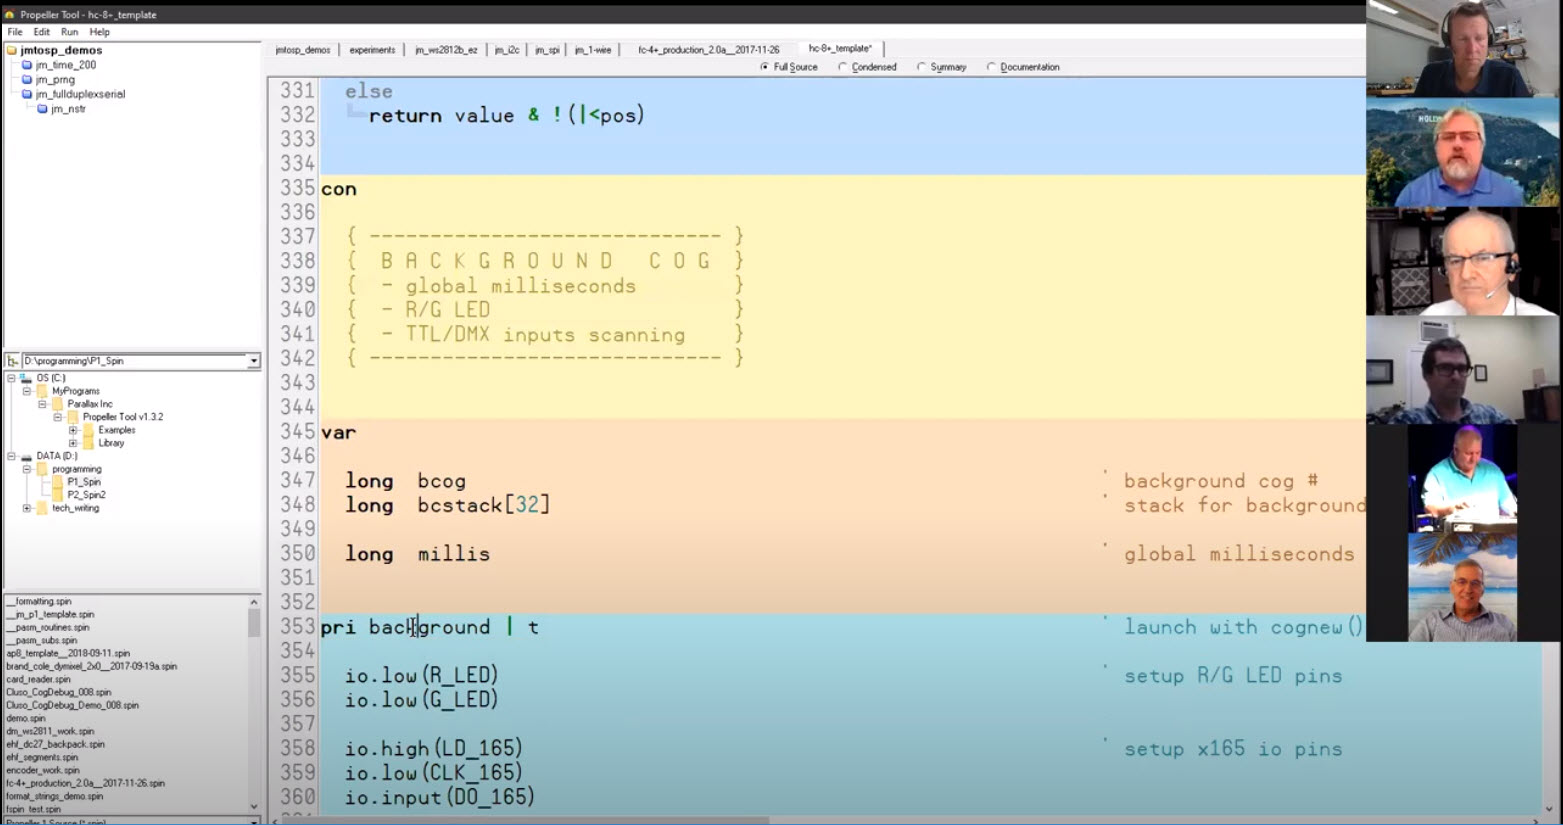 Propeller Tool - hc-8+_template
File Edit Run Help
jmtosp_demos
jm_time_200
jm_prng
jm_fullduplexserial
jm_nstr
D:\programming\P1_Spin
OS (C:)
MyPrograms
Parallax Inc
Propeller Tool v1.3.2
Examples
Library
DATA (D:)
programming
P1_Spin
P2_Spin2
tech_writing
__formatting.spin
__jm_p1_template.spin
__pasm_routines.spin
__pasm_subs.spin
ap8_template__2018-09-11.spin
brand_cole_dymixel_2x0__2017-09-19a.spin
card_reader.spin
Cluso_CogDebug_008.spin
Cluso_CogDebug_Demo_008.spin
demo.spin
dm_ws2811_work.spin
ehf_dc27_backpack.spin
ehf_segments.spin
encoder_work.spin
fc-4+_production_2.0a__2017-11-26.spin
format_strings_demo.spin
fspin_test.spin
Propeller 1 Source (*.spin)
jmtosp_demos experiments jm_ws2812b_ez jm_i2c jm_spi jm_1-wire fc-4+_production_2.0a__2017-11-26 hc-8+_template*
Full Source Condensed Summary Documentation
331 else
332 return value & !(|<pos)
333
334
335 con
336
337 { ----------------------------- }
338 { B A C K G R O U N D   C O G }
339 { - global milliseconds }
340 { - R/G LED }
341 { - TTL/DMX inputs scanning }
342 { ----------------------------- }
343
344
345 var
346
347 long bcog ' background cog #
348 long bcstack[32] ' stack for background
349
350 long millis ' global milliseconds
351
352
353 pri background | t ' launch with cognew()
354
355 io.low(R_LED) ' setup R/G LED pins
356 io.low(G_LED)
357
358 io.high(LD_165) ' setup x165 io pins
359 io.low(CLK_165)
360 io.input(DO_165)